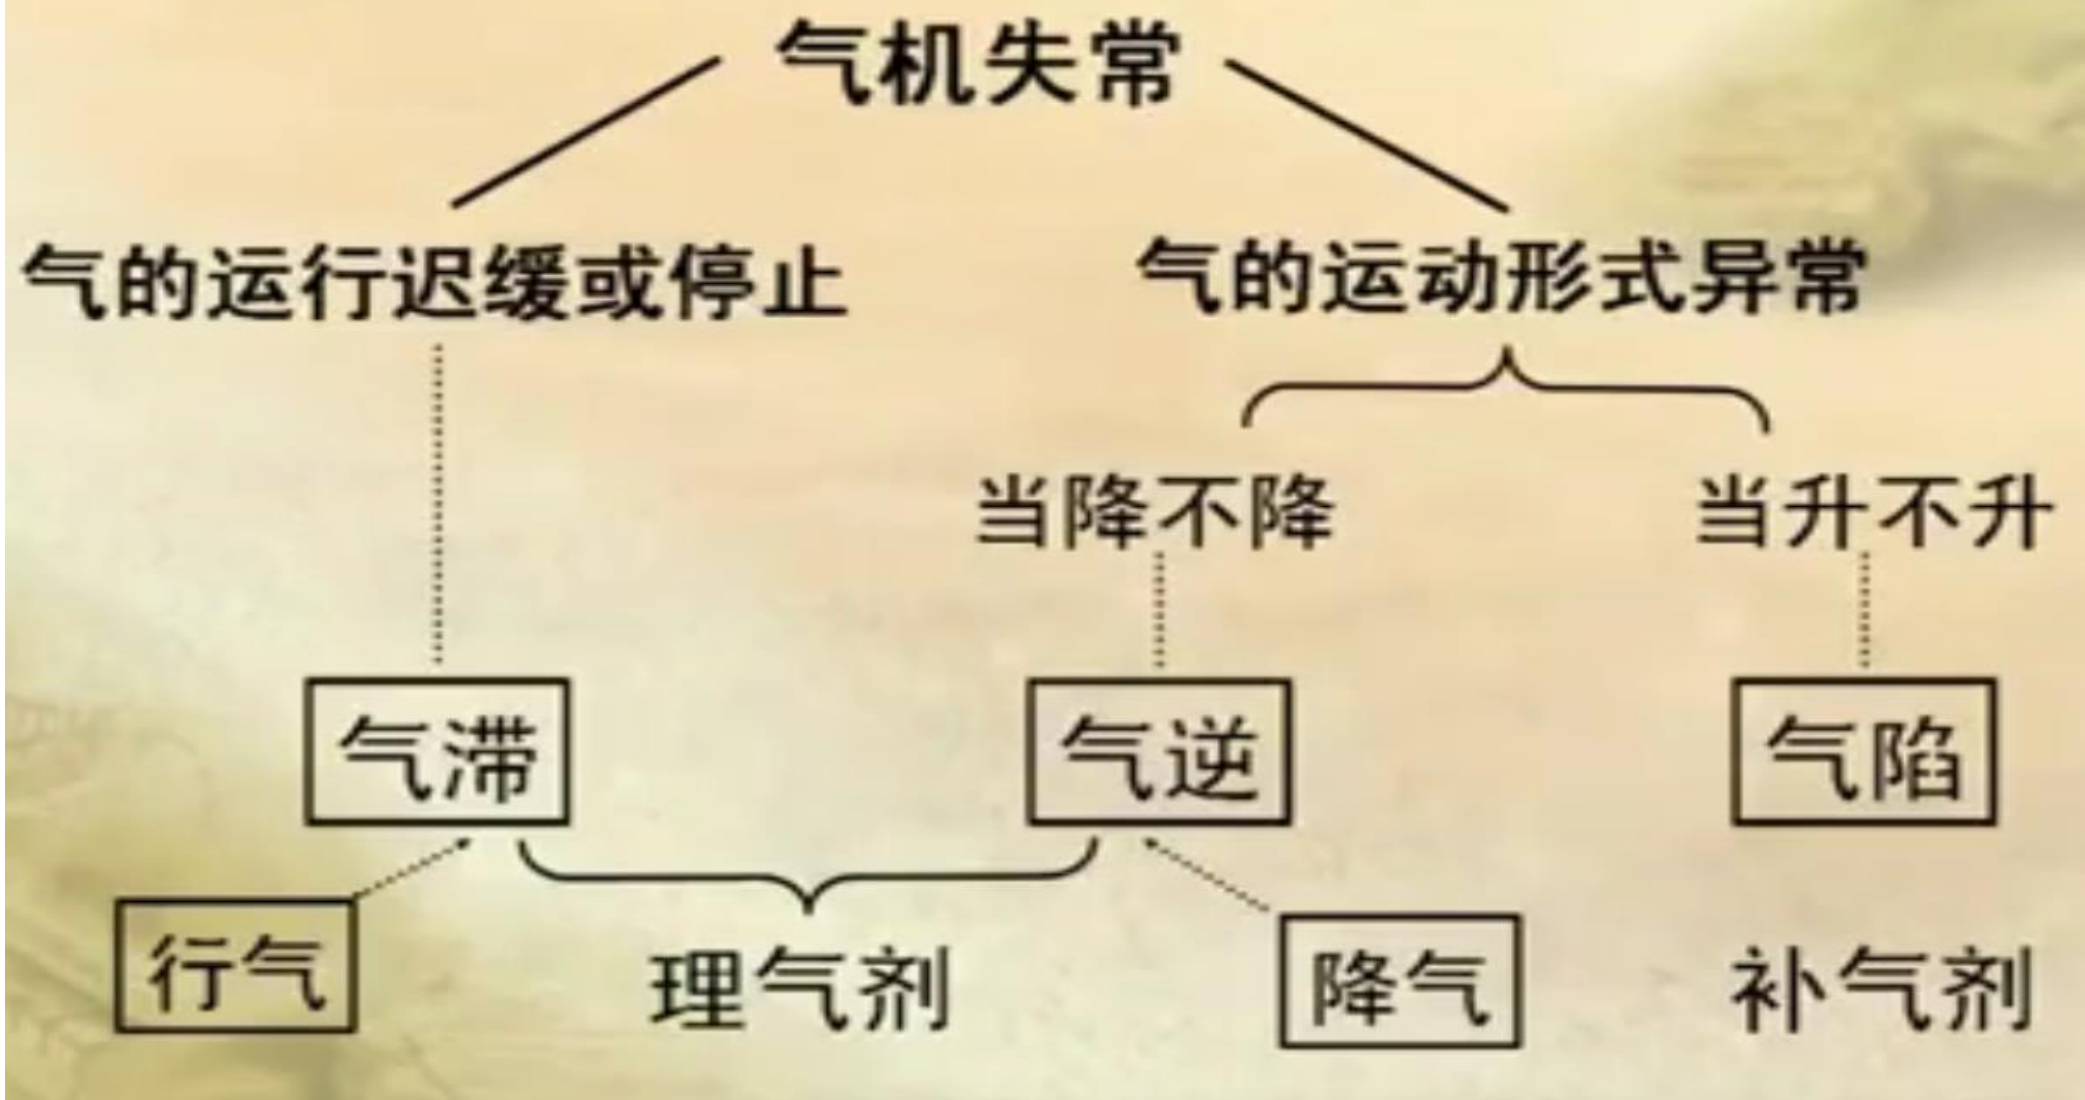 气机失常
气的运行迟缓或停止
气的运动形式异常
当降不降
当升不升
气滞
气逆
气陷
行气
理气剂
降气
补气剂